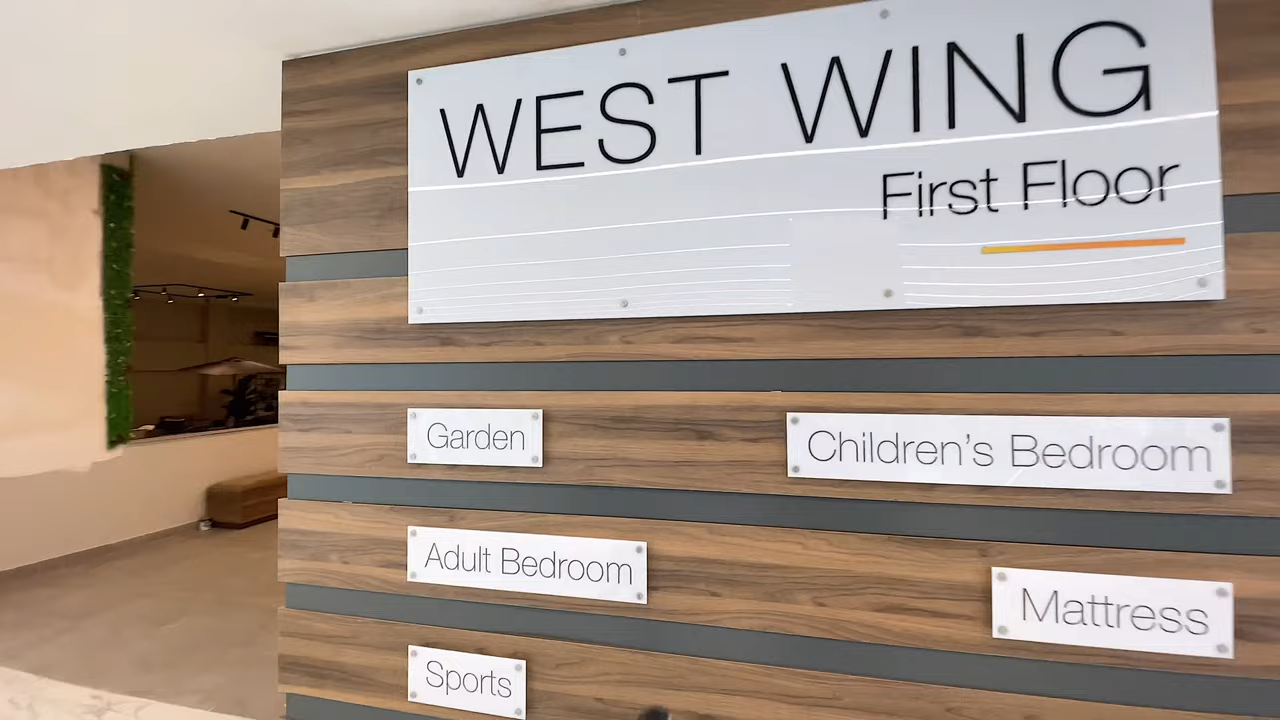 WEST WING
First Floor
Garden
Children's Bedroom
Adult Bedroom
Mattress
Sports